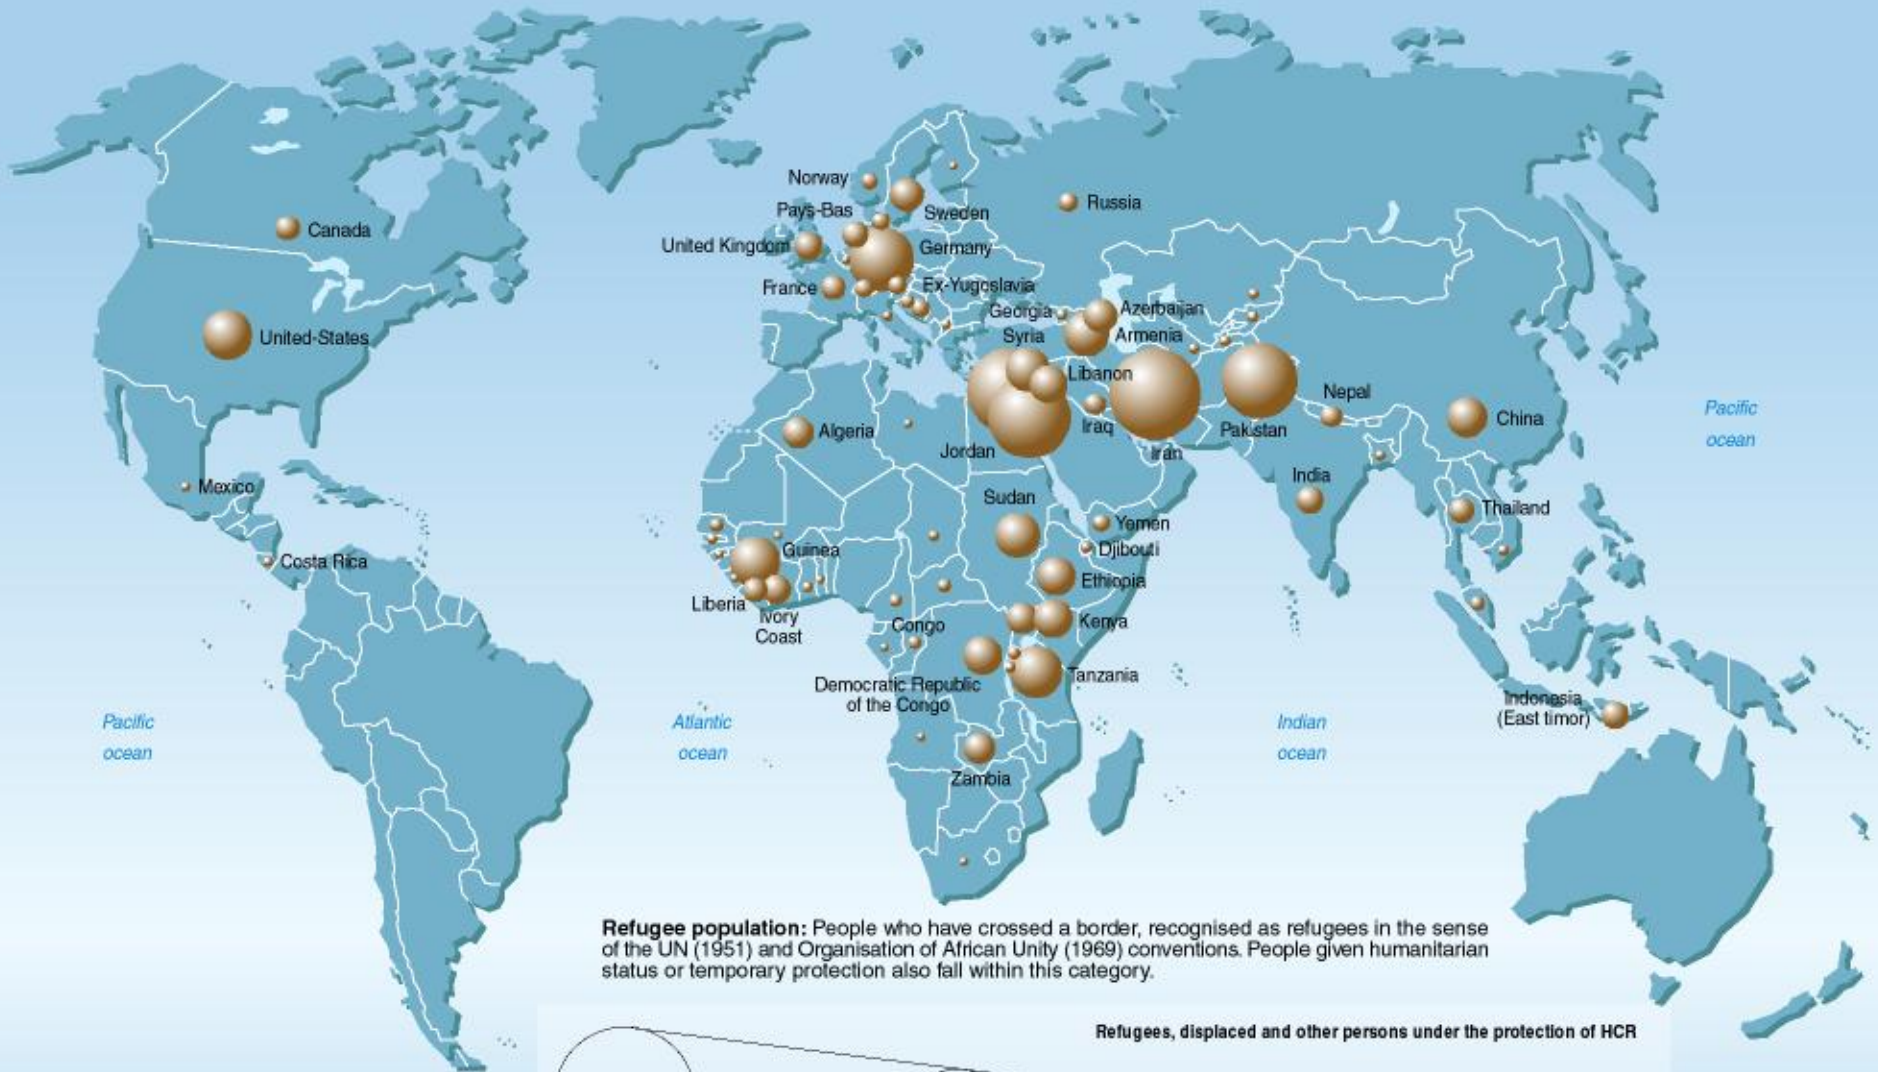 Norway
Pays-Bas
Sweden
United Kingdom
Germany
France
Ex-Yugoslavia
Russia
Canada
United-States
Mexico
Costa Rica
Georgia
Azerbaijan
Syria
Armenia
Libanon
Iraq
Iran
Jordan
Pakistan
Nepal
China
India
Thailand
Algeria
Sudan
Yemen
Djibouti
Ethiopia
Guinea
Liberia
Ivory
Coast
Congo
Kenya
Tanzania
Democratic Republic
of the Congo
Zambia
Indonesia
(East timor)
Pacific
ocean
Atlantic
ocean
Indian
ocean
Pacific
ocean
Refugee population: People who have crossed a border, recognised as refugees in the sense
of the UN (1951) and Organisation of African Unity (1969) conventions. People given humanitarian
status or temporary protection also fall within this category.
Refugees, displaced and other persons under the protection of HCR